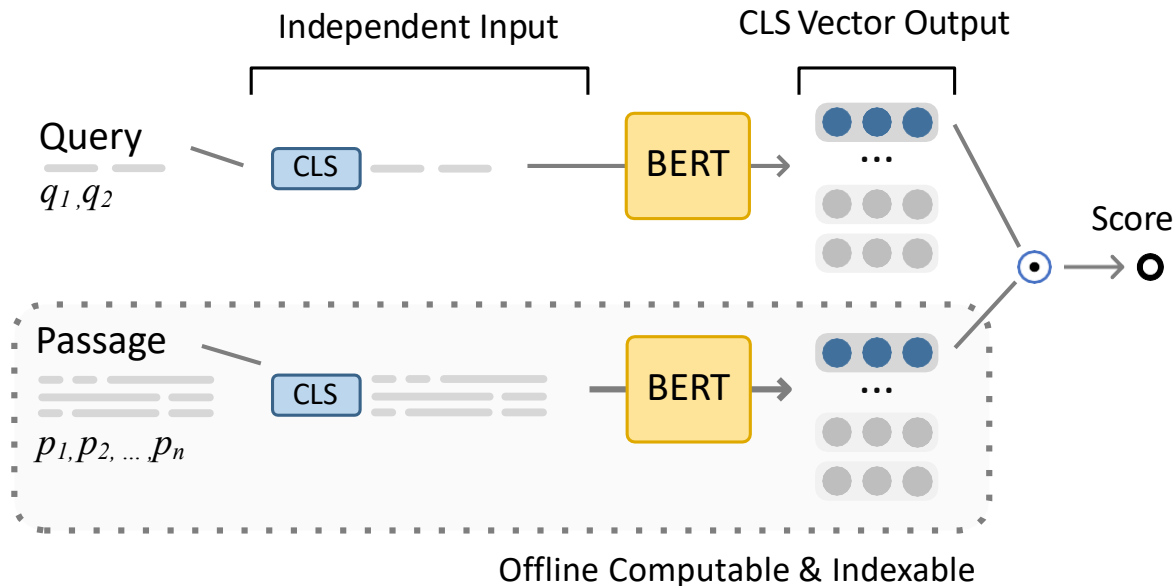 Independent Input
CLS Vector Output
Query
q1,q2
CLS
BERT
...
Score
Passage
p1,p2, ... ,pn
CLS
BERT
...
Offline Computable & Indexable